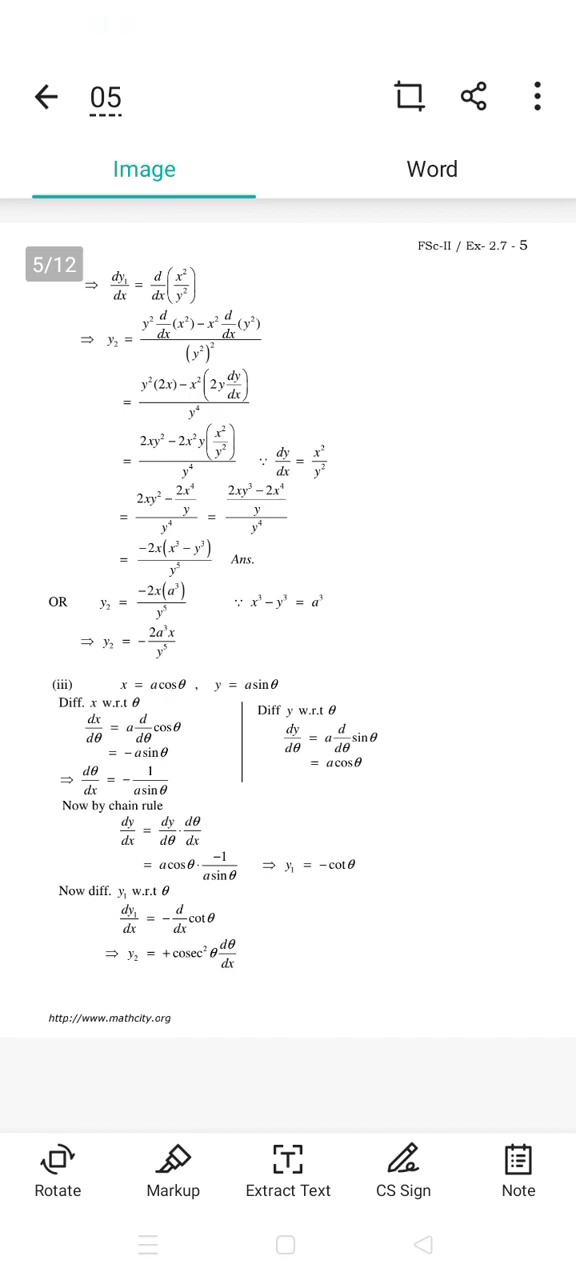 05
Image Word
5/12
FSc-II / Ex- 2.7 - 5
⇒ dy₁/dx = d/dx(x²/y²)
⇒ y₂ = (y² d/dx(x²) − x² d/dx(y²))/(y²)²
= (y²(2x) − x²(2y dy/dx))/y⁴
= (2xy² − 2x²y(x²/y²))/y⁴ ∵ dy/dx = x²/y²
= (2xy² − 2x⁴/y)/y⁴ = ((2xy³ − 2x⁴)/y)/y⁴
= −2x(x³ − y³)/y⁵ Ans.
OR y₂ = −2x(a³)/y⁵ ∵ x³ − y³ = a³
⇒ y₂ = −2a³x/y⁵
(iii) x = a cosθ , y = a sinθ
Diff. x w.r.t θ
dx/dθ = a d/dθ cosθ
= − a sinθ
⇒ dθ/dx = − 1/(a sinθ)
Diff y w.r.t θ
dy/dθ = a d/dθ sinθ
= a cosθ
Now by chain rule
dy/dx = dy/dθ · dθ/dx
= a cosθ · −1/(a sinθ) ⇒ y₁ = − cotθ
Now diff. y₁ w.r.t θ
dy₁/dx = − d/dx cotθ
⇒ y₂ = + cosec² θ dθ/dx
http://www.mathcity.org
Rotate Markup Extract Text CS Sign Note